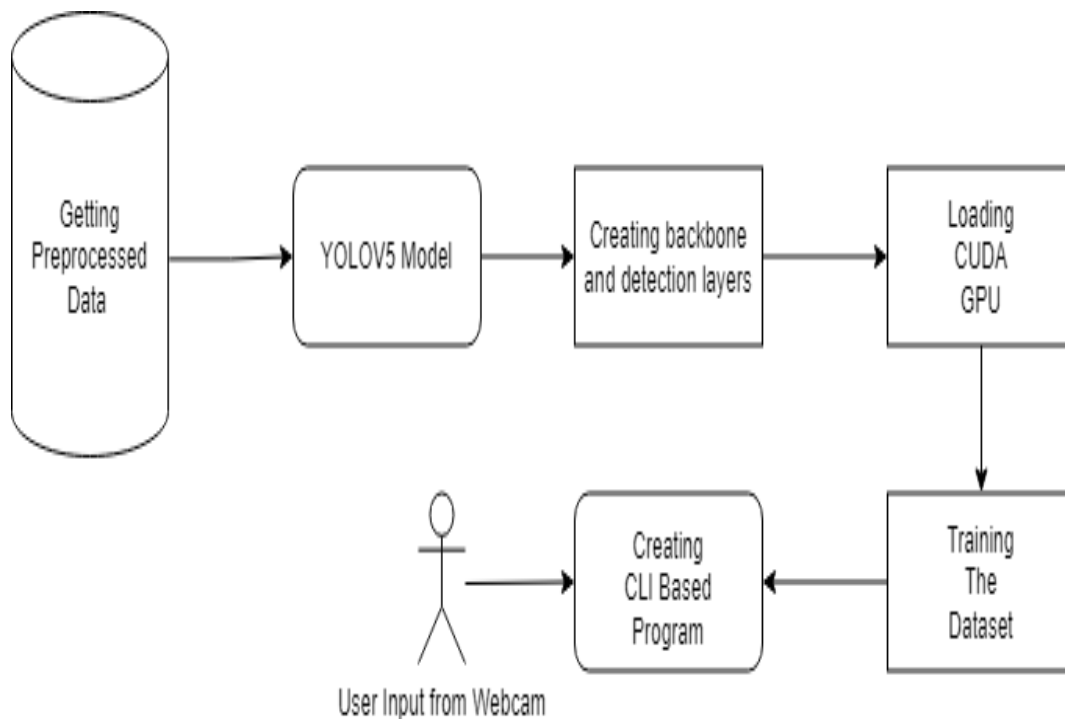 Getting
Preprocessed
Data
YOLOV5 Model
Creating backbone
and detection layers
Loading
CUDA
GPU
Training
The
Dataset
Creating
CLI Based
Program
User Input from Webcam